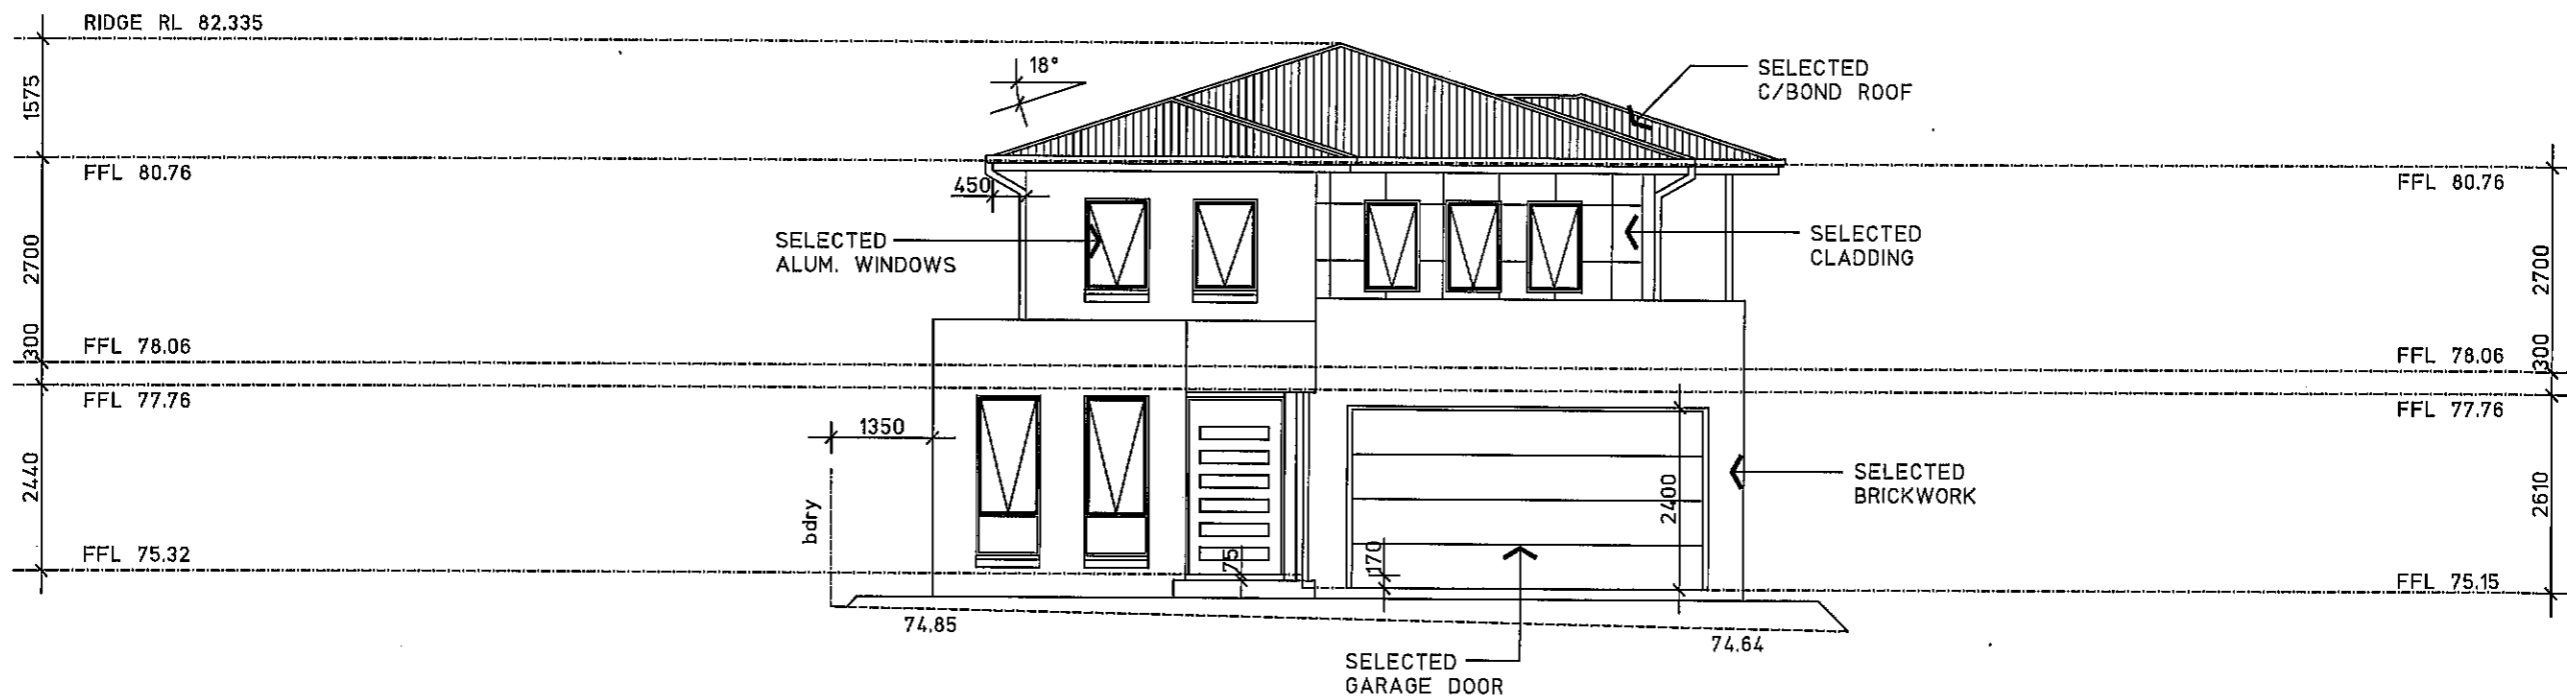 RIDGE RL 82.335
1575
18°
SELECTED
C/BOND ROOF
FFL 80.76
FFL 80.76
450
SELECTED
ALUM. WINDOWS
SELECTED
CLADDING
2700
2700
300
FFL 78.06
FFL 78.06
300
FFL 77.76
FFL 77.76
1350
2440
bdry
2400
SELECTED
BRICKWORK
2610
FFL 75.32
75
170
FFL 75.15
74.85
74.64
SELECTED
GARAGE DOOR